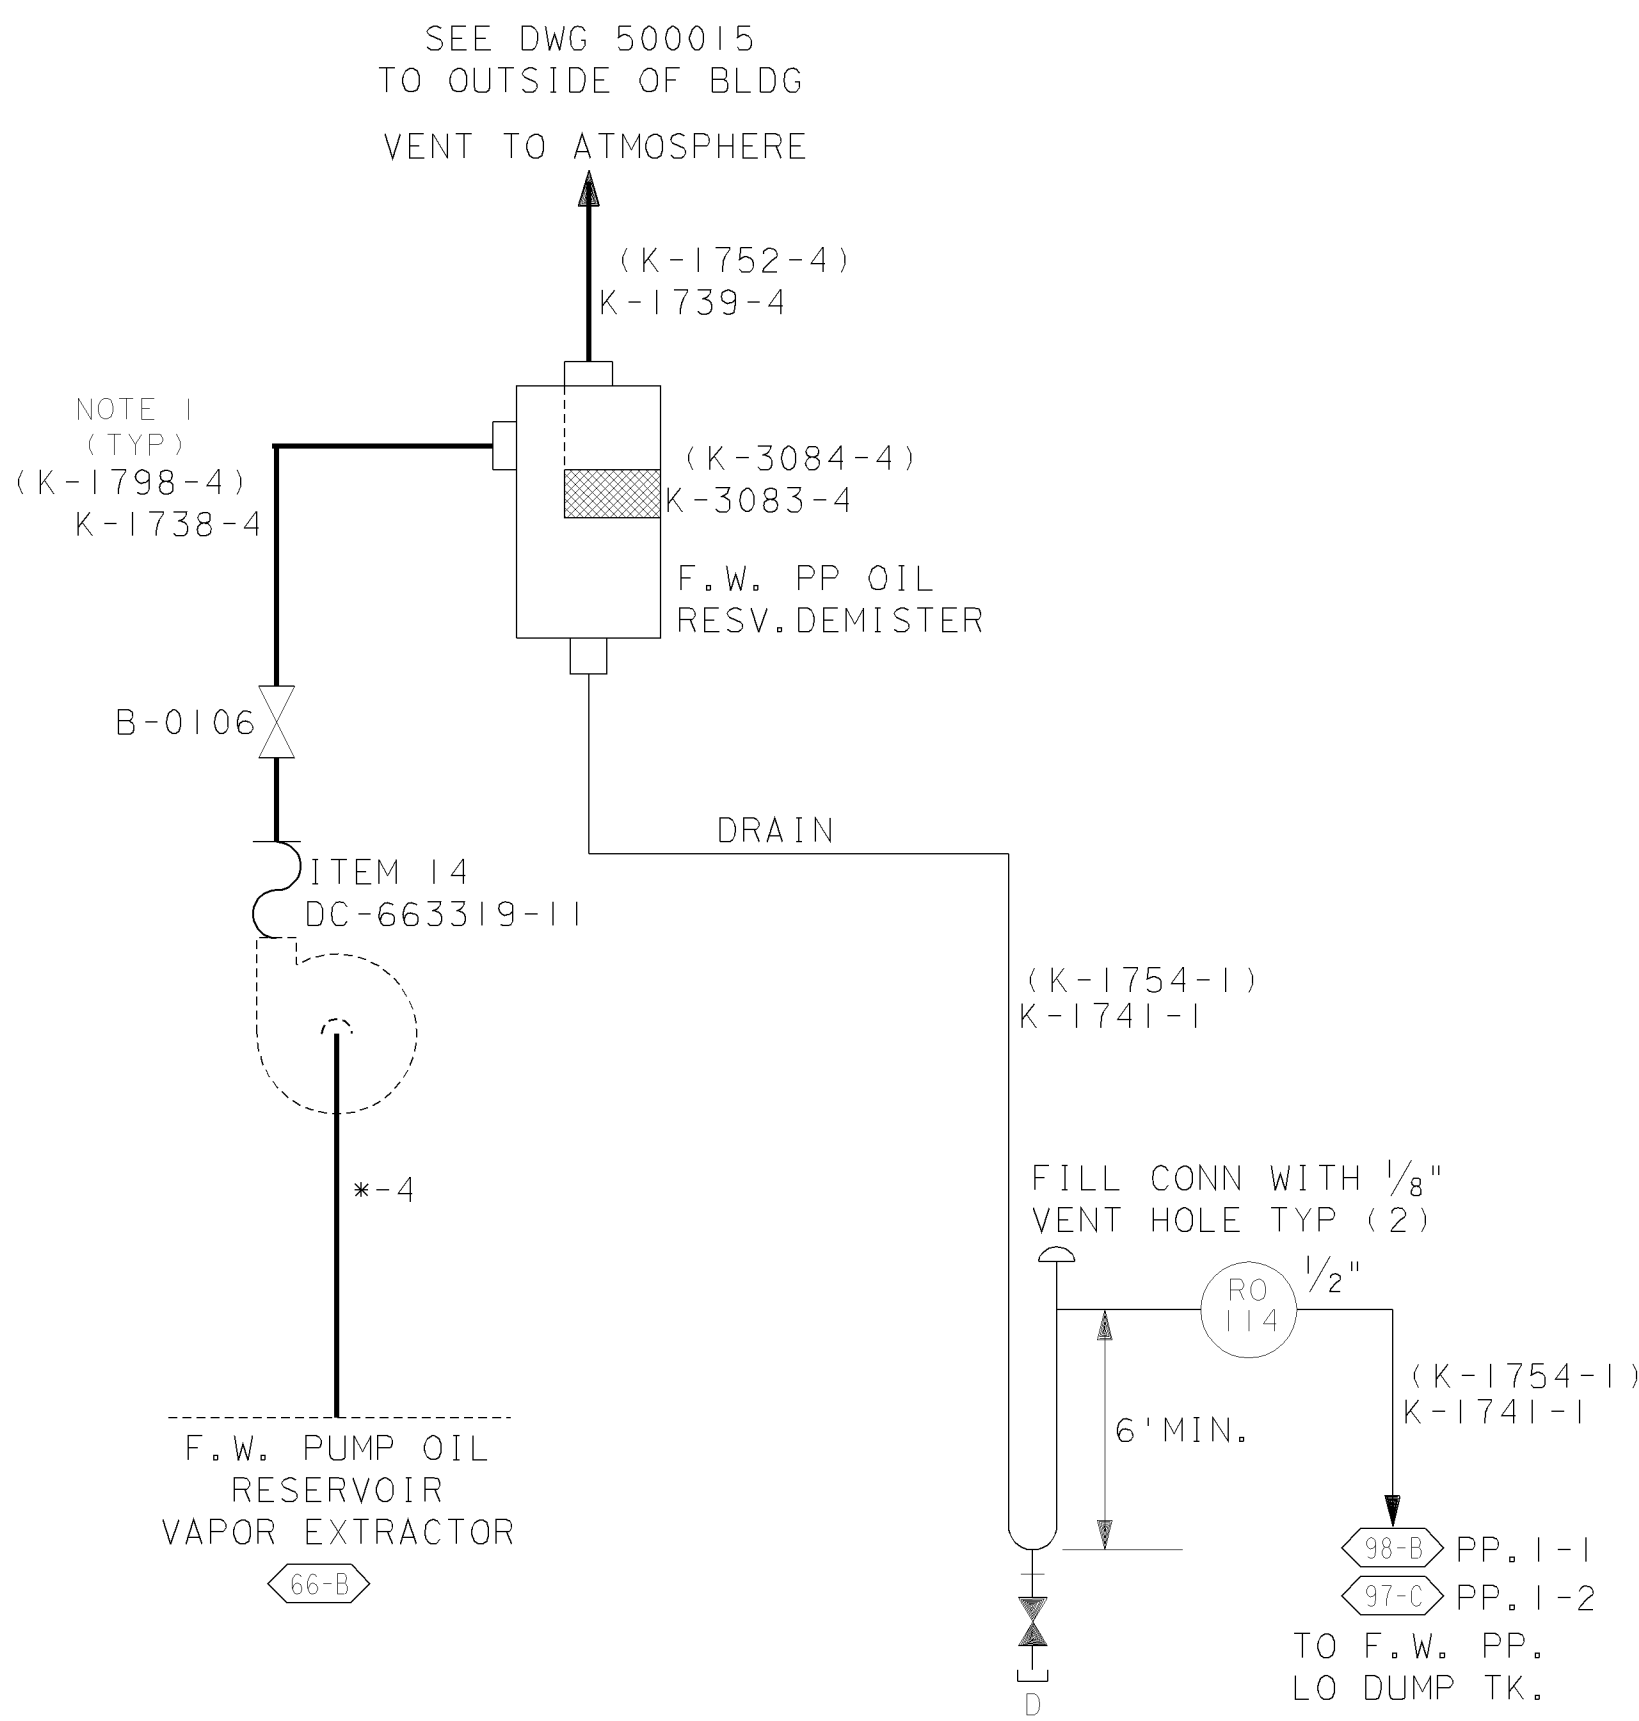 SEE DWG 500015
TO OUTSIDE OF BLDG
VENT TO ATMOSPHERE
(K-1752-4)
K-1739-4
NOTE 1
(TYP)
(K-1798-4)
K-1738-4
(K-3084-4)
K-3083-4
F.W. PP OIL
RESV.DEMISTER
B-0106
DRAIN
ITEM 14
DC-663319-11
(K-1754-1)
K-1741-1
*-4
FILL CONN WITH 1/8"
VENT HOLE TYP (2)
RO
114
1/2"
(K-1754-1)
K-1741-1
6'MIN.
F.W. PUMP OIL
RESERVOIR
VAPOR EXTRACTOR
66-B
98-B PP.1-1
97-C PP.1-2
TO F.W. PP.
LO DUMP TK.
D